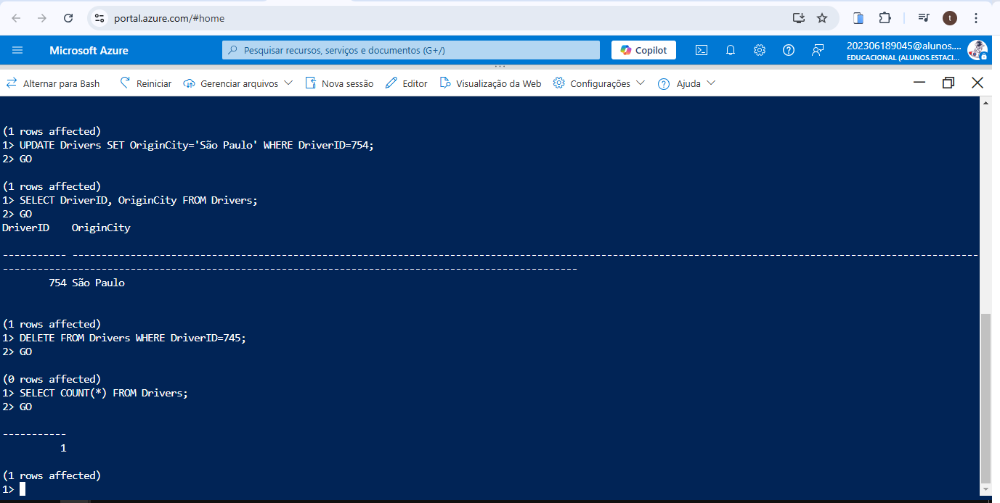 portal.azure.com/#home
t
Microsoft Azure
Pesquisar recursos, serviços e documentos (G+/)
Copilot
202306189045@alunos....
EDUCACIONAL (ALUNOS.ESTACI...
Alternar para Bash
Reiniciar
Gerenciar arquivos
Nova sessão
Editor
Visualização da Web
Configurações
Ajuda
(1 rows affected)
1> UPDATE Drivers SET OriginCity='São Paulo' WHERE DriverID=754;
2> GO
(1 rows affected)
1> SELECT DriverID, OriginCity FROM Drivers;
2> GO
DriverID    OriginCity
----------- ------------------------------------------------------------------------------------------------------------------------------------------------------------
---------------------------------------------------------------------------------------------------
        754 São Paulo
(1 rows affected)
1> DELETE FROM Drivers WHERE DriverID=745;
2> GO
(0 rows affected)
1> SELECT COUNT(*) FROM Drivers;
2> GO
-----------
          1
(1 rows affected)
1>